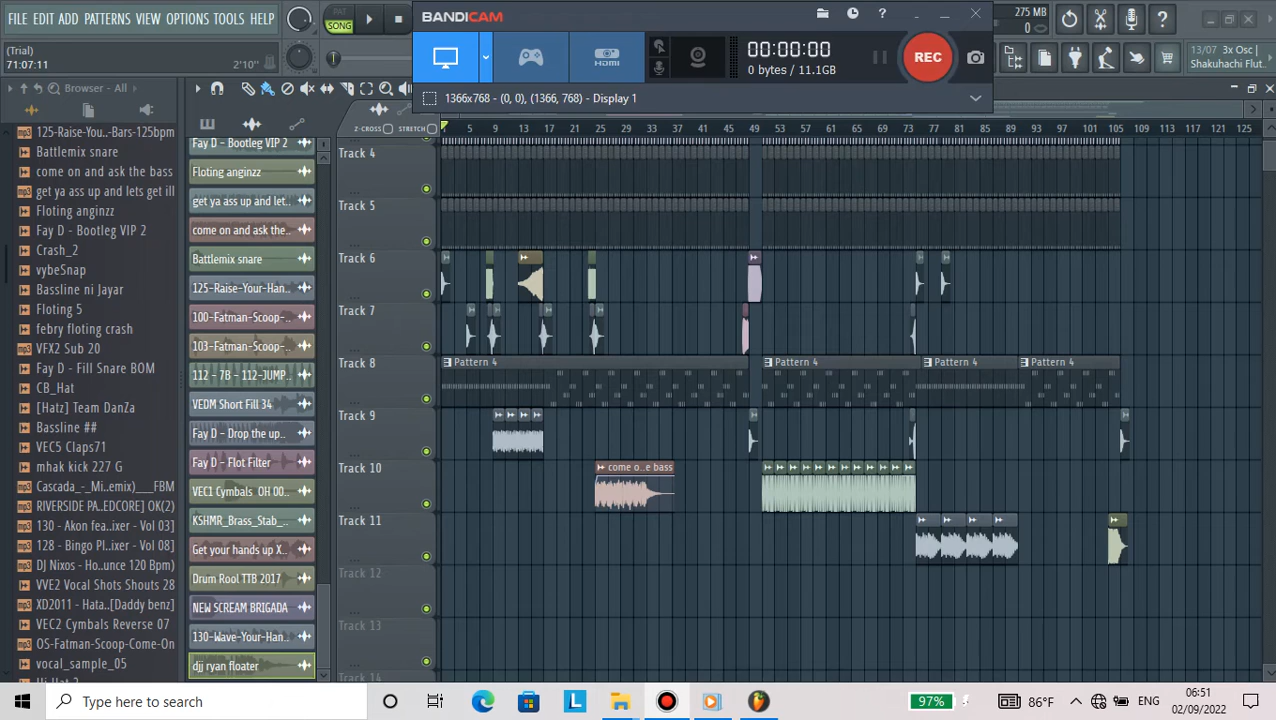 FILE EDIT ADD PATTERNS VIEW OPTIONS TOOLS HELP
PAT
SONG
(Trial)
71:07:11
2'10"
BANDICAM
HDMI
00:00:00
0 bytes / 11.1GB
REC
1366x768 - (0, 0), (1366, 768) - Display 1
275 MB
0
13/07 3x Osc |
Shakuhachi Flut..
Browser - All
Z-CROSS
STRETCH
5 9 13 17 21 25 29 33 37 41 45 49 53 57 61 65 69 73 77 81 85 89 93 97 101 105 109 113 117 121 125
125-Raise-You..-Bars-125bpm
Battlemix snare
come on and ask the bass
get ya ass up and lets get ill
Floting anginzz
Fay D - Bootleg VIP 2
Crash_2
vybeSnap
Bassline ni Jayar
Floting 5
febry floting crash
VFX2 Sub 20
Fay D - Fill Snare BOM
CB_Hat
[Hatz] Team DanZa
Bassline ##
VEC5 Claps71
mhak kick 227 G
Cascada_-_Mi..emix)___FBM
RIVERSIDE PA..EDCORE] OK(2)
130 - Akon fea..ixer - Vol 03]
128 - Bingo Pl..ixer - Vol 03]
DJ Nixos - Ho..unce 120 Bpm)
VVE2 Vocal Shots Shouts 28
XD2011 - Hata..[Daddy benz]
VEC2 Cymbals Reverse 07
OS-Fatman-Scoop-Come-On
vocal_sample_05
Fay D - Bootleg VIP 2
Floting anginzz
get ya ass up and let..
come on and ask the..
Battlemix snare
125-Raise-Your-Han..
100-Fatman-Scoop-..
103-Fatman-Scoop-..
112 - 7B - 112-JUMP..
VEDM Short Fill 34
Fay D - Drop the up..
Fay D - Flot Filter
VEC1 Cymbals OH 00..
KSHMR_Brass_Stab_..
Get your hands up X..
Drum Rool TTB 2017
NEW SCREAM BRIGADA
130-Wave-Your-Han..
djj ryan floater
Track 4
Track 5
Track 6
Track 7
Track 8
Pattern 4
Pattern 4
Pattern 4
Pattern 4
Track 9
Track 10
come o..e bass
Track 11
Track 12
Track 13
Track 14
Type here to search
97%
86°F
ENG
06:51
02/09/2022